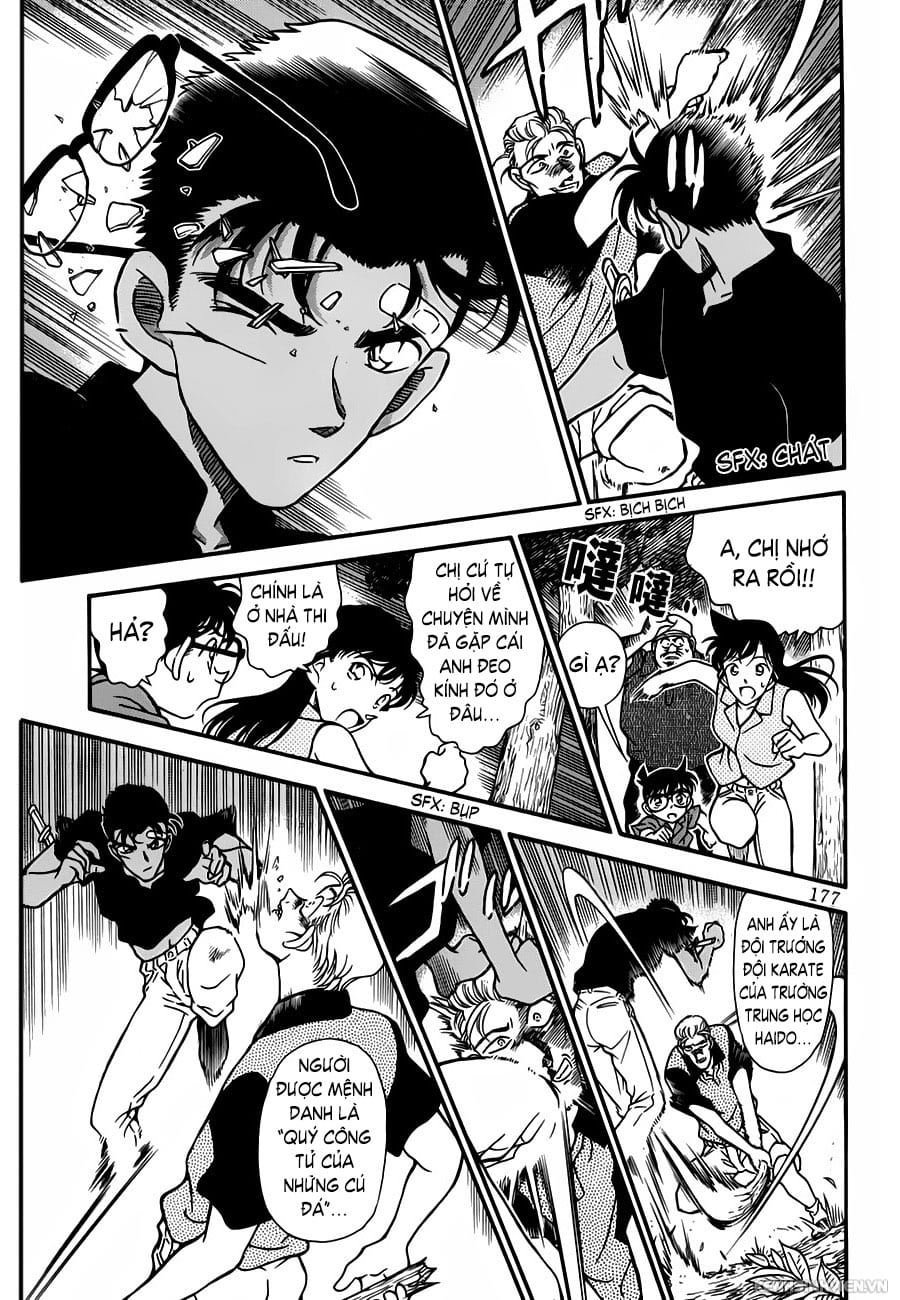 SFX: CHÁT
SFX: BỊCH BỊCH
噠 噠
A, CHỊ NHỚ
RA RỒI!!
GÌ Ạ?
CHỊ CỨ TỰ
HỎI VỀ
CHUYỆN MÌNH
ĐÃ GẶP CÁI
ANH ĐEO
KÍNH ĐÓ Ở
ĐÂU...
CHÍNH LÀ
Ở NHÀ THI
ĐẤU!
HẢ?
177
ANH ẤY LÀ
ĐỘI TRƯỚNG
ĐỘI KARATE
CỦA TRƯỜNG
TRUNG HỌC
HAIDO...
SFX: BỤP
NGƯỜI
ĐƯỢC MỆNH
DANH LÀ
"QUÝ CÔNG
TỬ CỦA
NHỮNG CÚ
ĐÁ"...